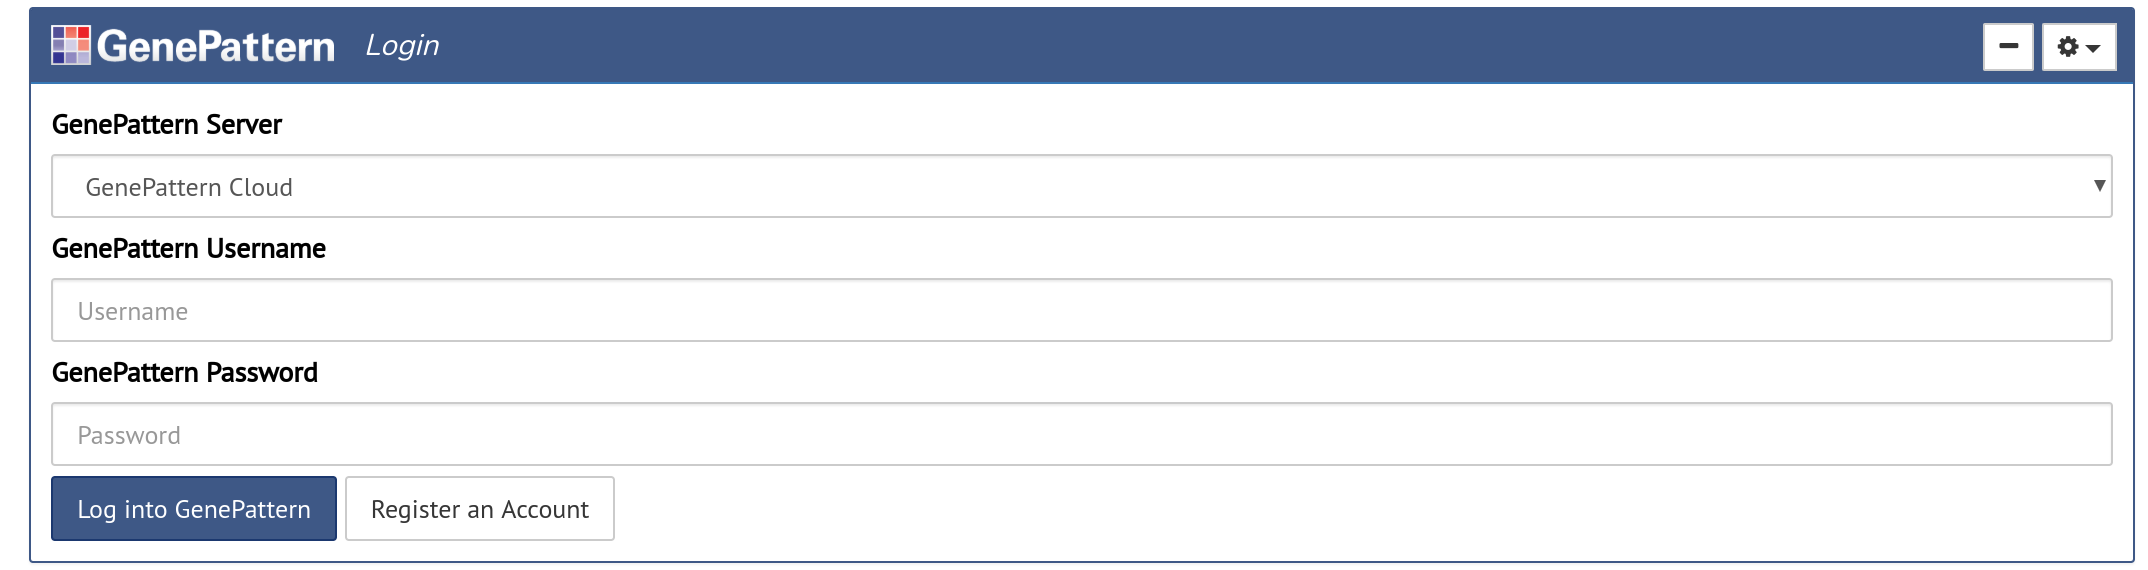 GenePattern Login
GenePattern Server
GenePattern Cloud
GenePattern Username
Username
GenePattern Password
Password
Log into GenePattern Register an Account